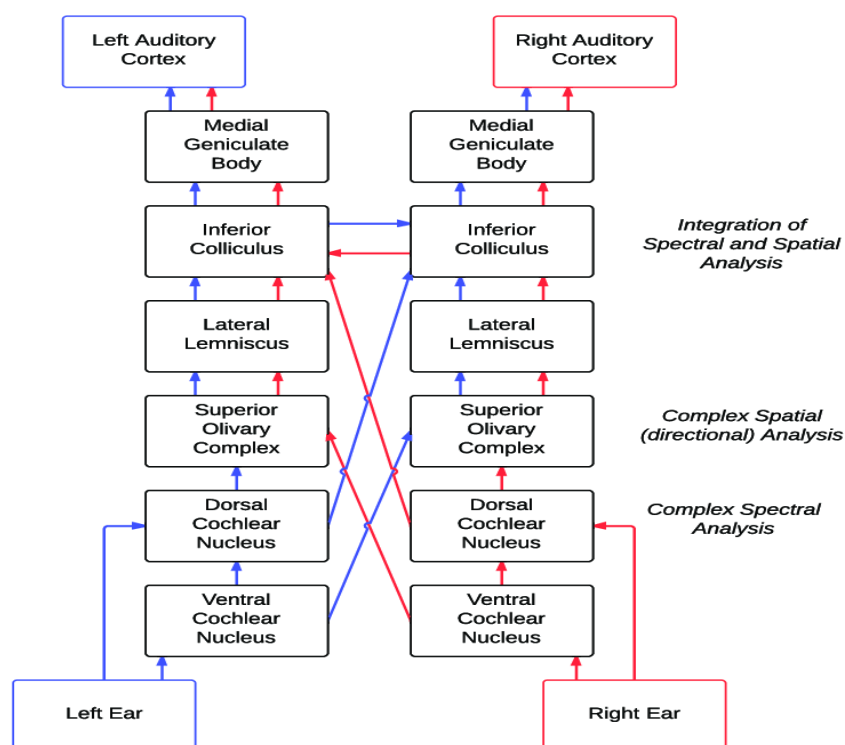 Left Auditory
Cortex
Right Auditory
Cortex
Medial
Geniculate
Body
Medial
Geniculate
Body
Inferior
Colliculus
Inferior
Colliculus
Integration of
Spectral and Spatial
Analysis
Lateral
Lemniscus
Lateral
Lemniscus
Superior
Olivary
Complex
Superior
Olivary
Complex
Complex Spatial
(directional) Analysis
Dorsal
Cochlear
Nucleus
Dorsal
Cochlear
Nucleus
Complex Spectral
Analysis
Ventral
Cochlear
Nucleus
Ventral
Cochlear
Nucleus
Left Ear
Right Ear